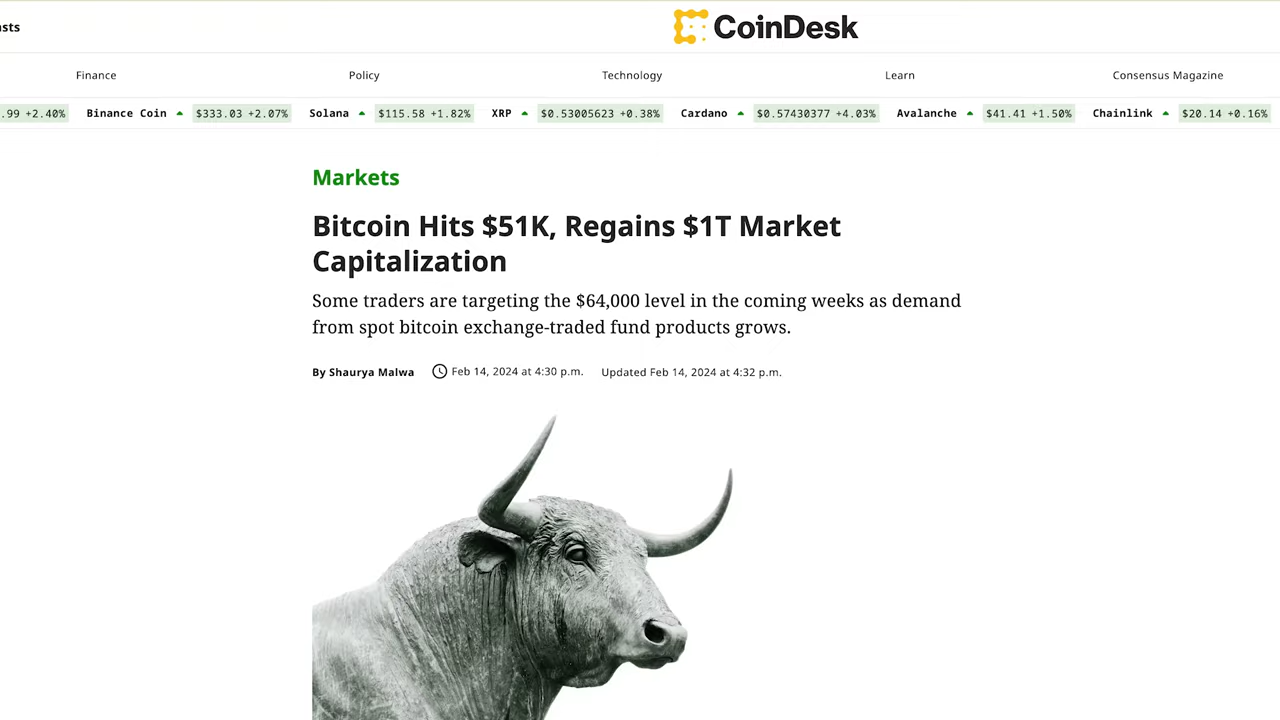 asts
CoinDesk
Finance Policy Technology Learn Consensus Magazine
.99 +2.40% Binance Coin $333.03 +2.07% Solana $115.58 +1.82% XRP $0.53005623 +0.38% Cardano $0.57430377 +4.03% Avalanche $41.41 +1.50% Chainlink $20.14 +0.16%
Markets
Bitcoin Hits $51K, Regains $1T Market
Capitalization
Some traders are targeting the $64,000 level in the coming weeks as demand
from spot bitcoin exchange-traded fund products grows.
By Shaurya Malwa Feb 14, 2024 at 4:30 p.m. Updated Feb 14, 2024 at 4:32 p.m.